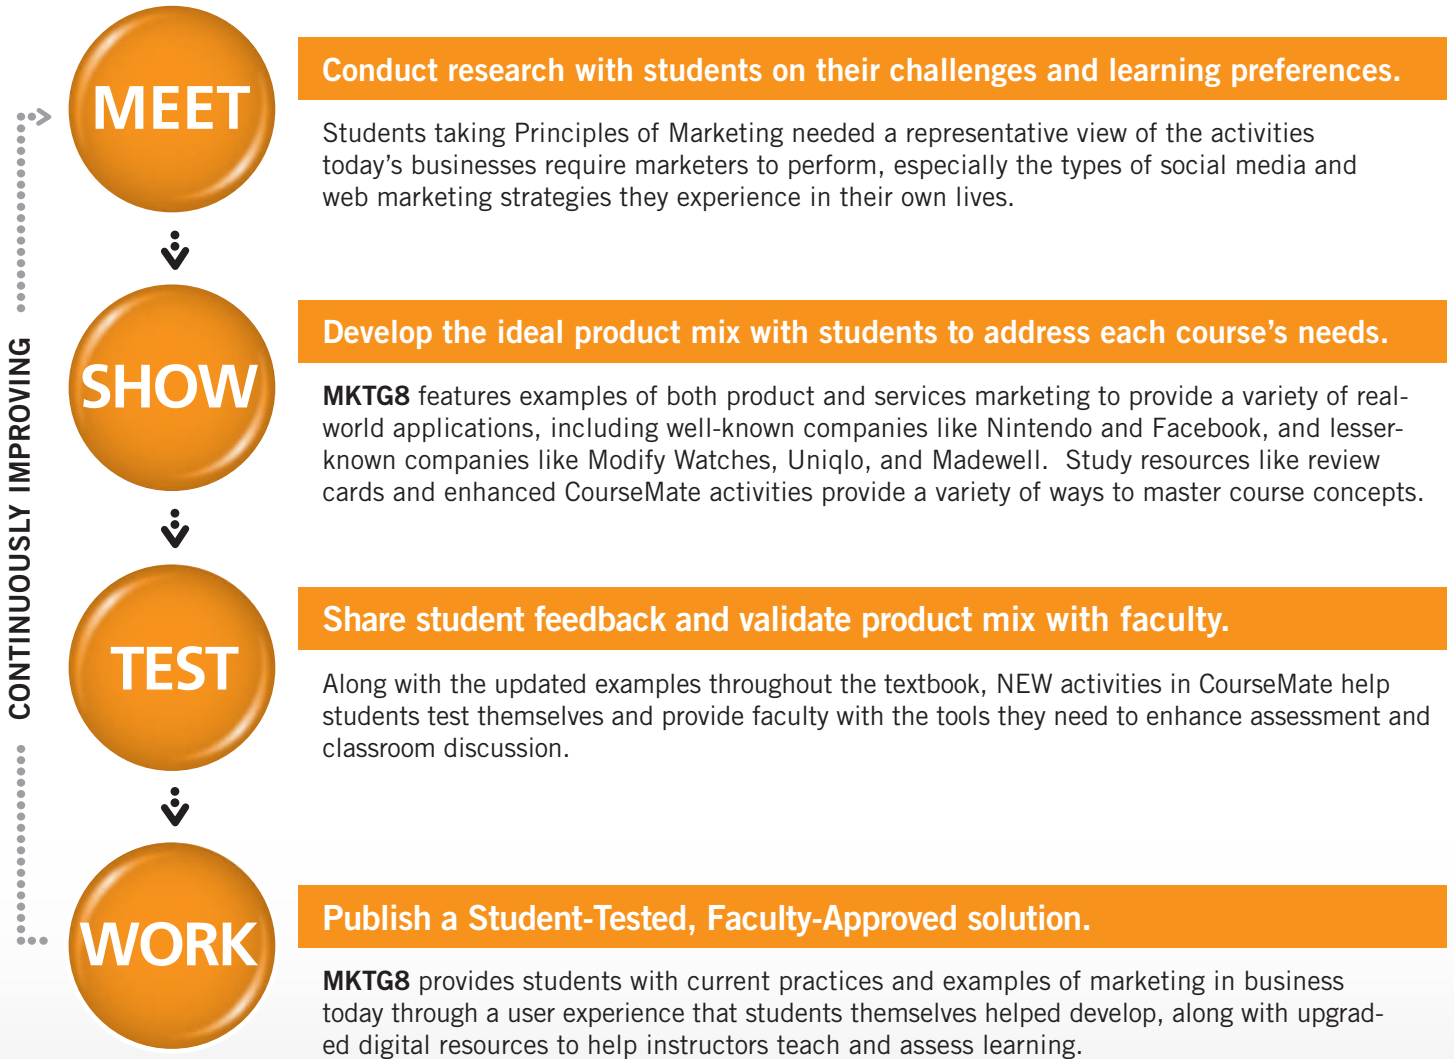 CONTINUOUSLY IMPROVING
MEET
Conduct research with students on their challenges and learning preferences.
Students taking Principles of Marketing needed a representative view of the activities
today’s businesses require marketers to perform, especially the types of social media and
web marketing strategies they experience in their own lives.
SHOW
Develop the ideal product mix with students to address each course’s needs.
MKTG8 features examples of both product and services marketing to provide a variety of real-
world applications, including well-known companies like Nintendo and Facebook, and lesser-
known companies like Modify Watches, Uniqlo, and Madewell.  Study resources like review
cards and enhanced CourseMate activities provide a variety of ways to master course concepts.
TEST
Share student feedback and validate product mix with faculty.
Along with the updated examples throughout the textbook, NEW activities in CourseMate help
students test themselves and provide faculty with the tools they need to enhance assessment and
classroom discussion.
WORK
Publish a Student-Tested, Faculty-Approved solution.
MKTG8 provides students with current practices and examples of marketing in business
today through a user experience that students themselves helped develop, along with upgrad-
ed digital resources to help instructors teach and assess learning.